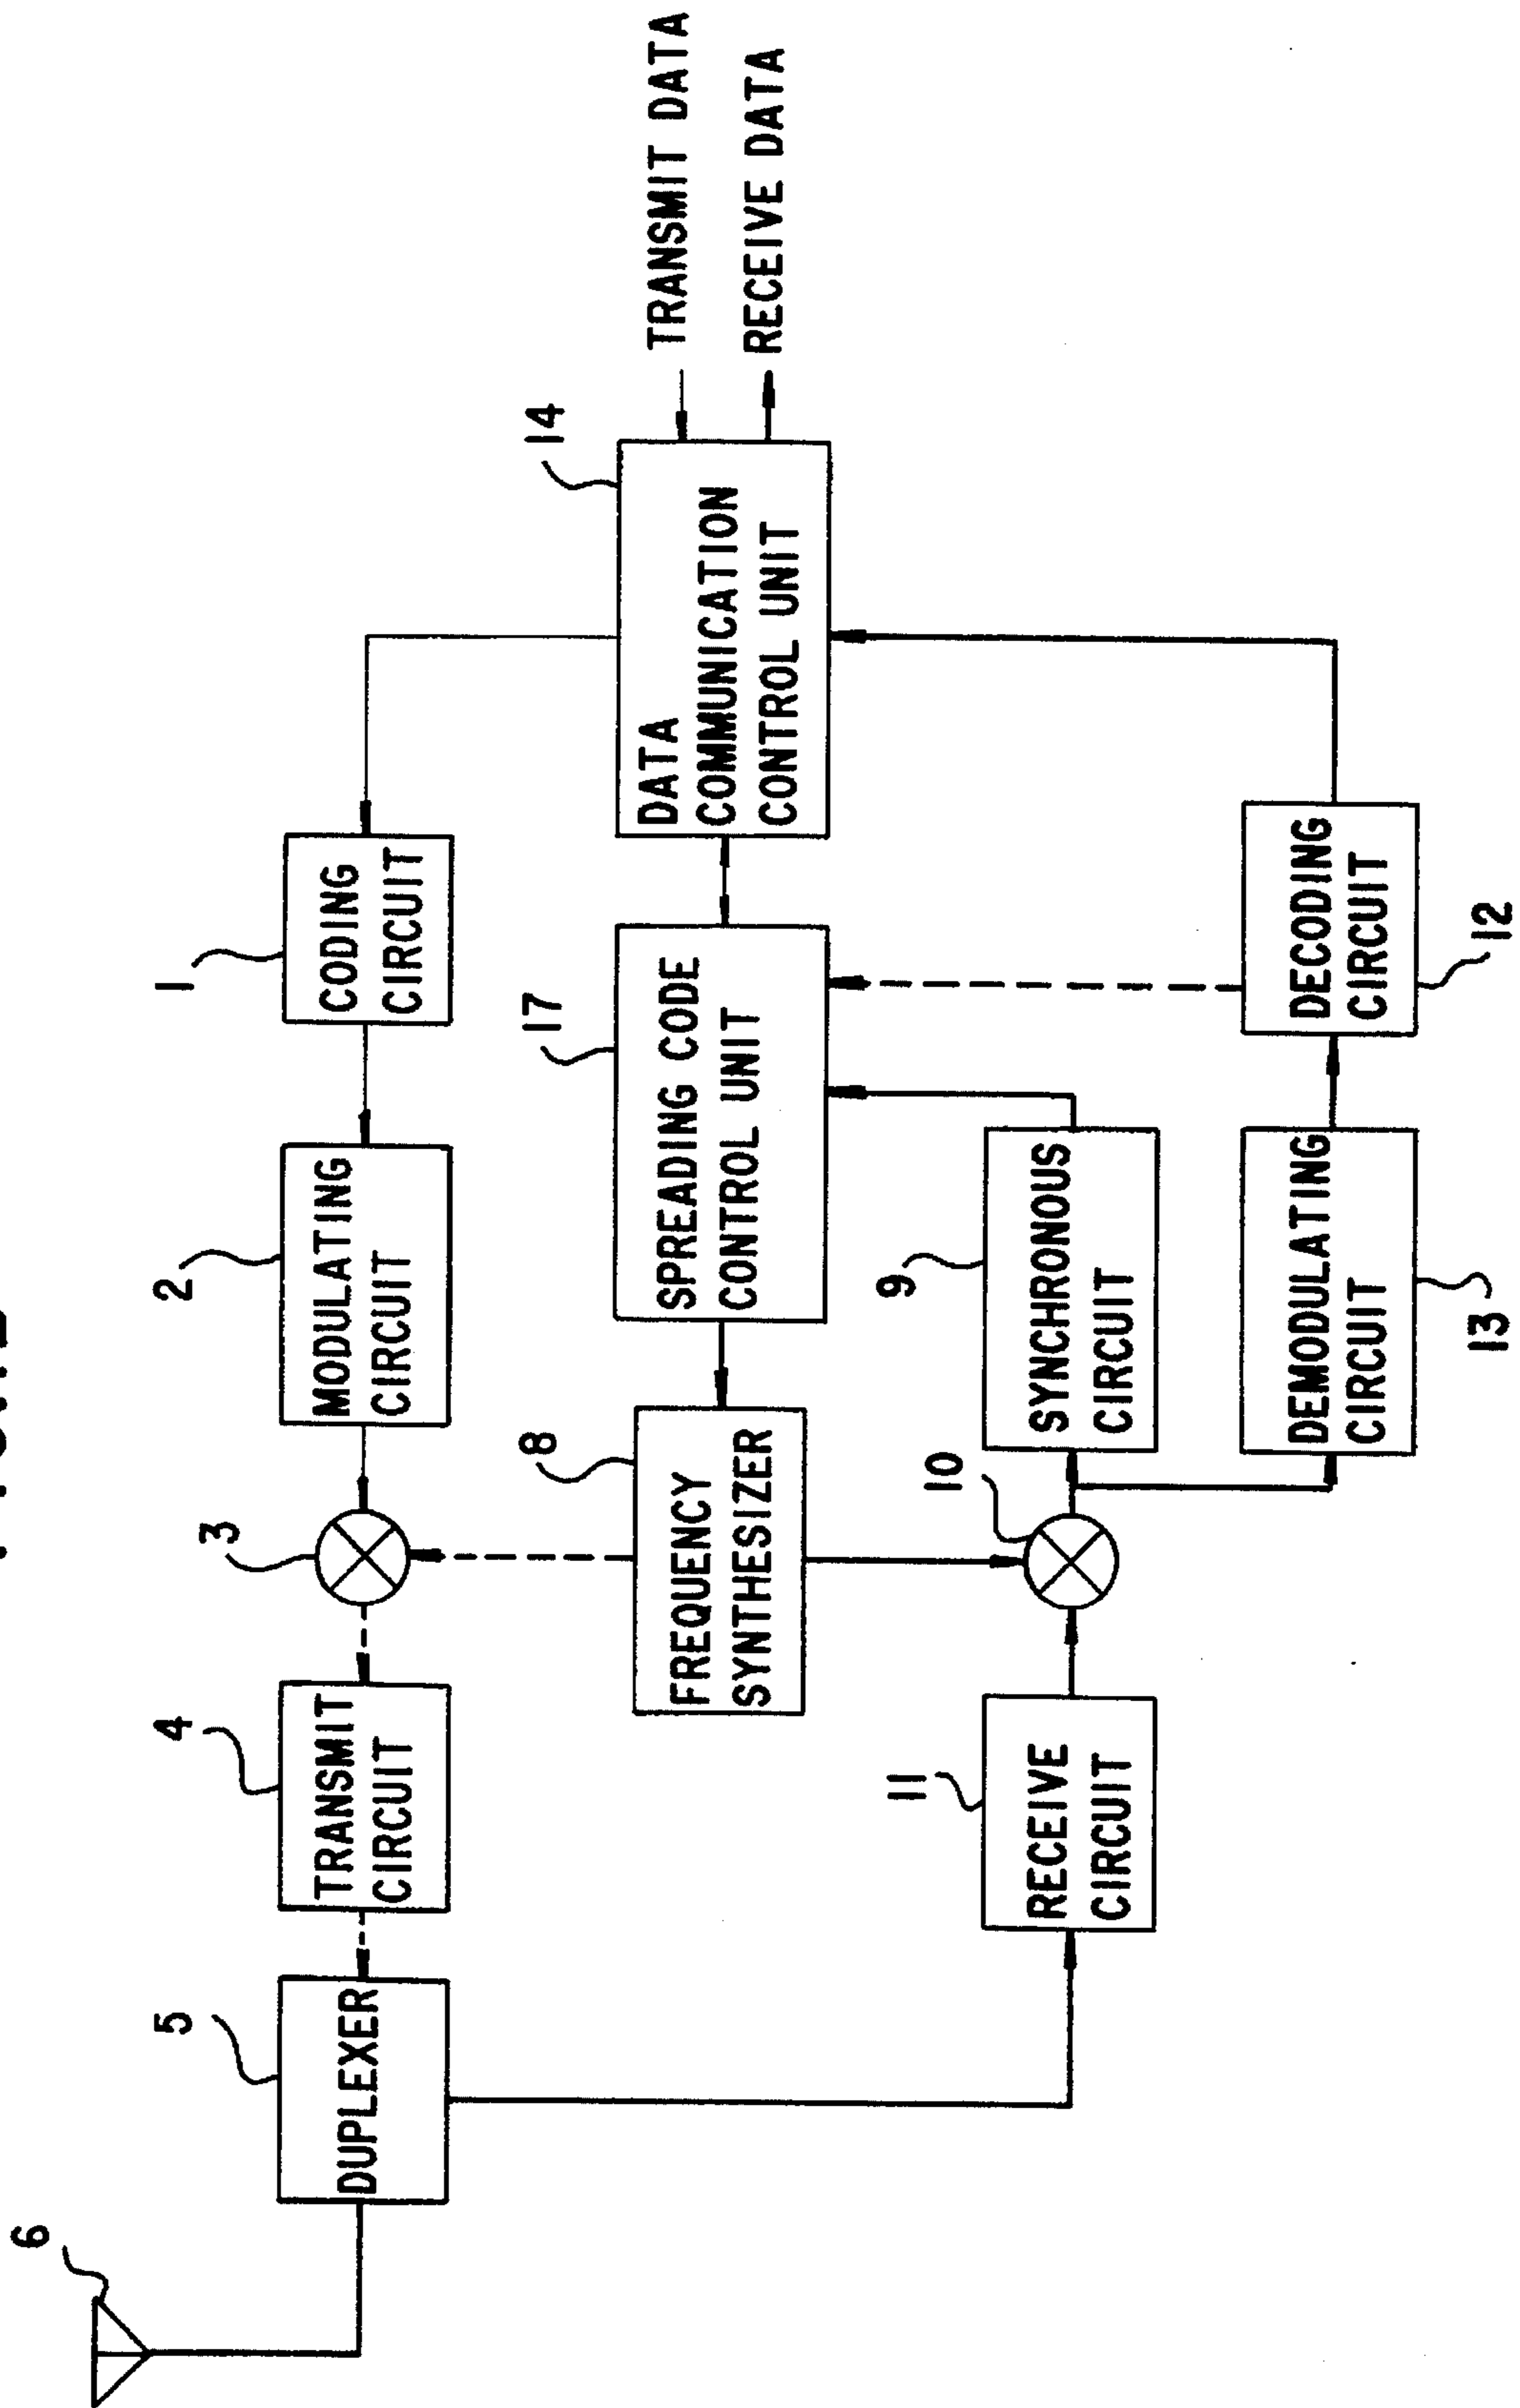 6
5
DUPLEXER
4
TRANSMIT
CIRCUIT
3
2
MODULATING
CIRCUIT
1
CODING
CIRCUIT
8
FREQUENCY
SYNTHESIZER
17
SPREADING CODE
CONTROL UNIT
14
DATA
COMMUNICATION
CONTROL UNIT
TRANSMIT DATA
RECEIVE DATA
11
RECEIVE
CIRCUIT
10
9
SYNCHRONOUS
CIRCUIT
DEMODULATING
CIRCUIT
13
DECODING
CIRCUIT
12